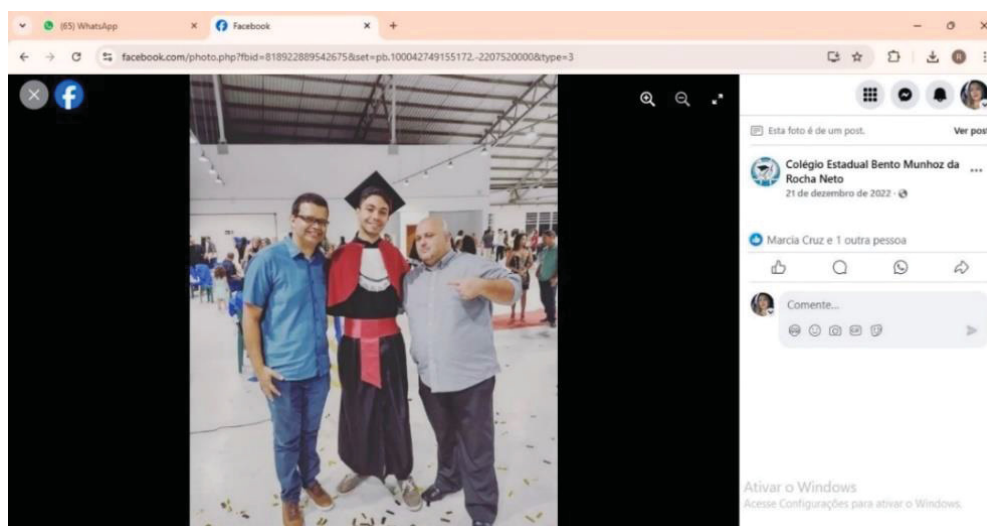 (65) WhatsApp
Facebook
facebook.com/photo.php?fbid=818922889542675&set=pb.100042749155172.-2207520000&type=3
Esta foto é de um post.
Ver post
Colégio Estadual Bento Munhoz da
Rocha Neto
21 de dezembro de 2022
Marcia Cruz e 1 outra pessoa
Comente...
GIF
Ativar o Windows
Acesse Configurações para ativar o Windows.